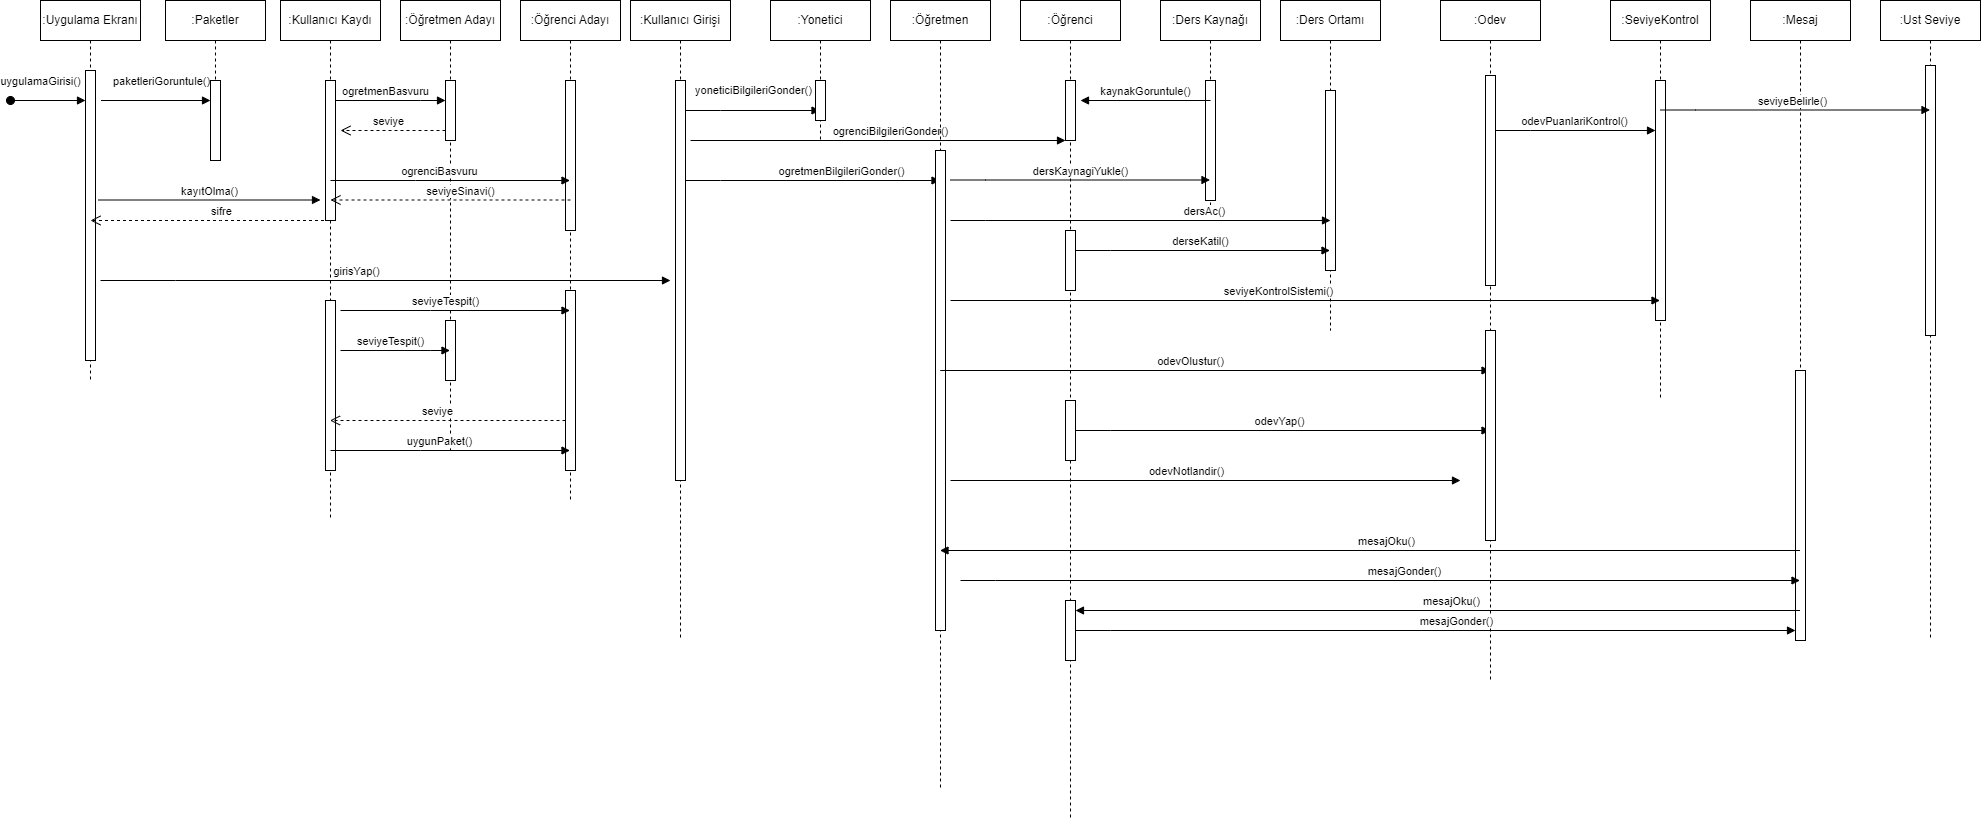 :Uygulama Ekranı
:Paketler
:Kullanıcı Kaydı
:Öğretmen Adayı
:Öğrenci Adayı
:Kullanıcı Girişi
:Yonetici
:Öğretmen
:Öğrenci
:Ders Kaynağı
:Ders Ortamı
:Odev
:SeviyeKontrol
:Mesaj
:Ust Seviye
uygulamaGirisi()
paketleriGoruntule()
ogretmenBasvuru
yoneticiBilgileriGonder()
kaynakGoruntule()
seviyeBelirle()
seviye
ogrenciBilgileriGonder()
odevPuanlariKontrol()
ogrenciBasvuru
ogretmenBilgileriGonder()
dersKaynagiYukle()
kayıtOlma()
seviyeSinavi()
sifre
dersAc()
derseKatil()
girisYap()
seviyeTespit()
seviyeKontrolSistemi()
seviyeTespit()
odevOlustur()
seviye
odevYap()
uygunPaket()
odevNotlandir()
mesajOku()
mesajGonder()
mesajOku()
mesajGonder()